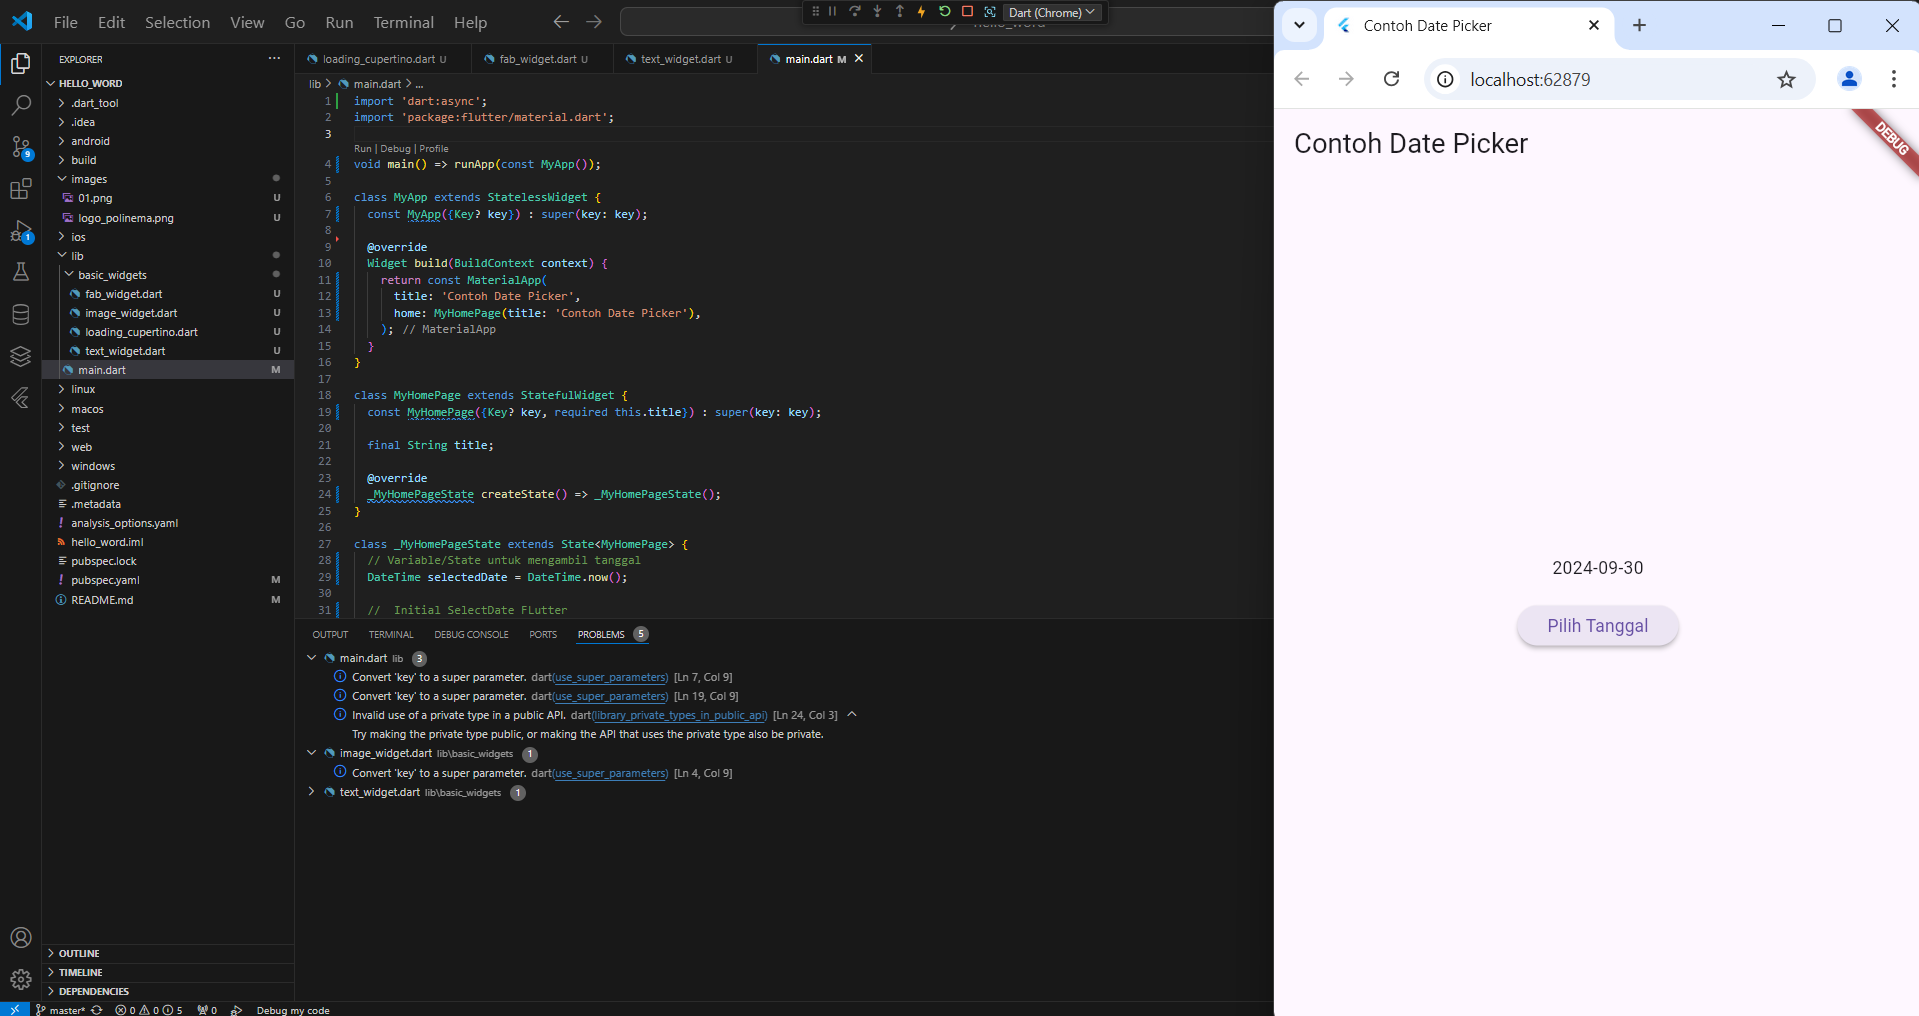 File Edit Selection View Go Run Terminal Help
Dart (Chrome)
EXPLORER
HELLO_WORD
.dart_tool
.idea
android
build
images
01.png U
logo_polinema.png U
ios
lib
basic_widgets
fab_widget.dart U
image_widget.dart U
loading_cupertino.dart U
text_widget.dart U
main.dart M
linux
macos
test
web
windows
.gitignore
.metadata
analysis_options.yaml
hello_word.iml
pubspec.lock
pubspec.yaml M
README.md M
OUTLINE
TIMELINE
DEPENDENCIES
9
1
loading_cupertino.dart U fab_widget.dart U text_widget.dart U main.dart M
lib > main.dart > ...
1 import 'dart:async';
2 import 'package:flutter/material.dart';
3
Run | Debug | Profile
4 void main() => runApp(const MyApp());
5
6 class MyApp extends StatelessWidget {
7 const MyApp({Key? key}) : super(key: key);
8
9 @override
10 Widget build(BuildContext context) {
11 return const MaterialApp(
12 title: 'Contoh Date Picker',
13 home: MyHomePage(title: 'Contoh Date Picker'),
14 ); // MaterialApp
15 }
16 }
17
18 class MyHomePage extends StatefulWidget {
19 const MyHomePage({Key? key, required this.title}) : super(key: key);
20
21 final String title;
22
23 @override
24 _MyHomePageState createState() => _MyHomePageState();
25 }
26
27 class _MyHomePageState extends State<MyHomePage> {
28 // Variable/State untuk mengambil tanggal
29 DateTime selectedDate = DateTime.now();
30
31 //  Initial SelectDate FLutter
OUTPUT TERMINAL DEBUG CONSOLE PORTS PROBLEMS 5
main.dart lib 3
Convert 'key' to a super parameter. dart(use_super_parameters) [Ln 7, Col 9]
Convert 'key' to a super parameter. dart(use_super_parameters) [Ln 19, Col 9]
Invalid use of a private type in a public API. dart(library_private_types_in_public_api) [Ln 24, Col 3]
Try making the private type public, or making the API that uses the private type also be private.
image_widget.dart lib\basic_widgets 1
Convert 'key' to a super parameter. dart(use_super_parameters) [Ln 4, Col 9]
text_widget.dart lib\basic_widgets 1
master* 0 0 5 0 Debug my code
Contoh Date Picker
localhost:62879
Contoh Date Picker
DEBUG
2024-09-30
Pilih Tanggal